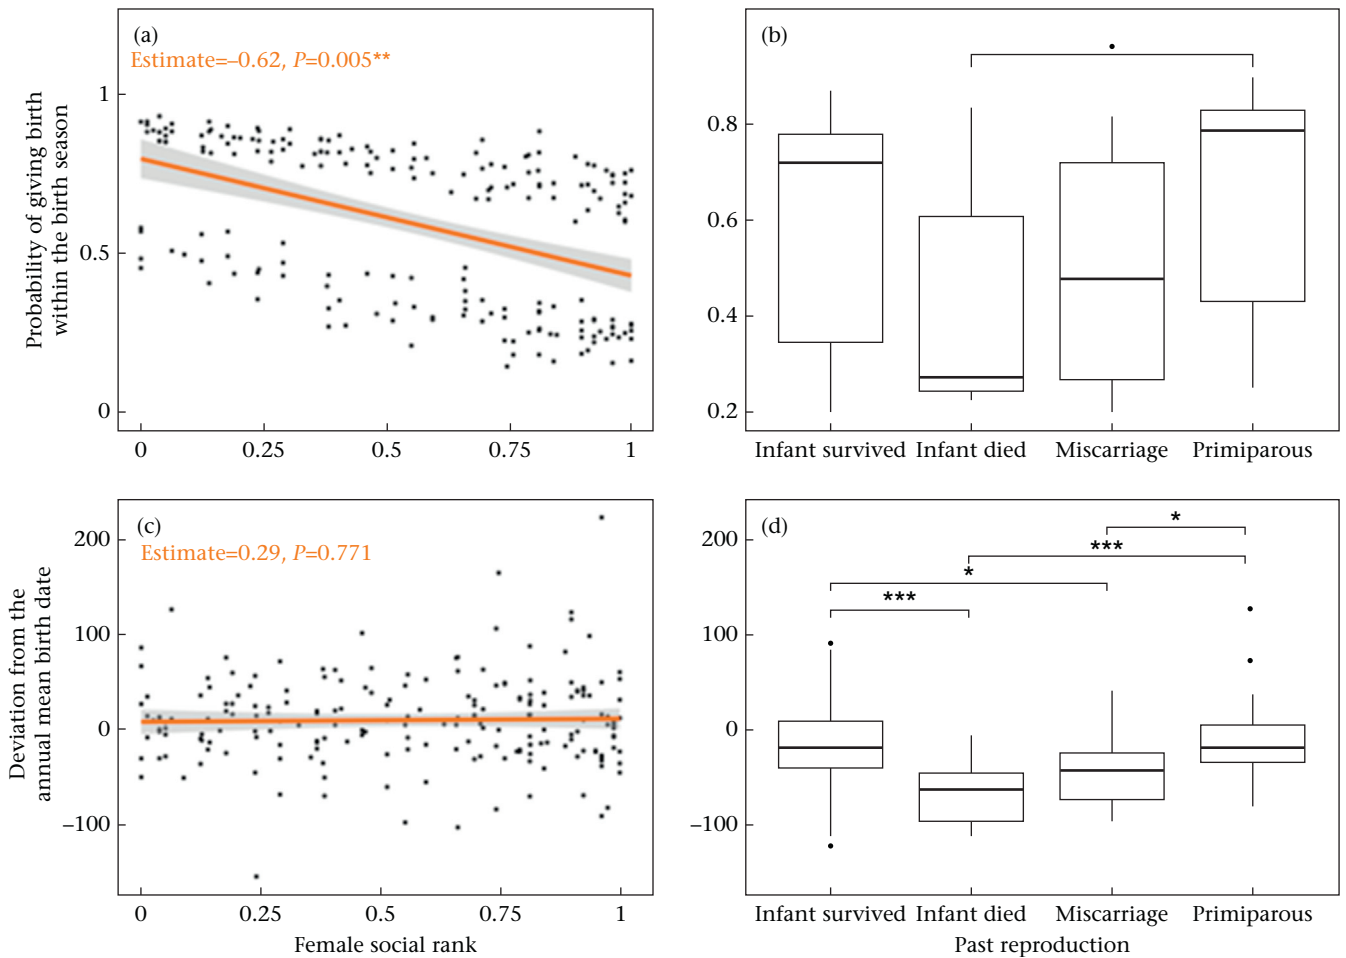 (a)
Estimate=–0.62, P=0.005**
Probability of giving birth
within the birth season
1
0.5
0
0
0.25
0.5
0.75
1
(b)
•
0.8
0.6
0.4
0.2
Infant survived
Infant died
Miscarriage
Primiparous
(c)
Estimate=0.29, P=0.771
Deviation from the
annual mean birth date
200
100
0
–100
0
0.25
0.5
0.75
1
Female social rank
(d)
*
***
*
***
200
100
0
–100
Infant survived
Infant died
Miscarriage
Primiparous
Past reproduction